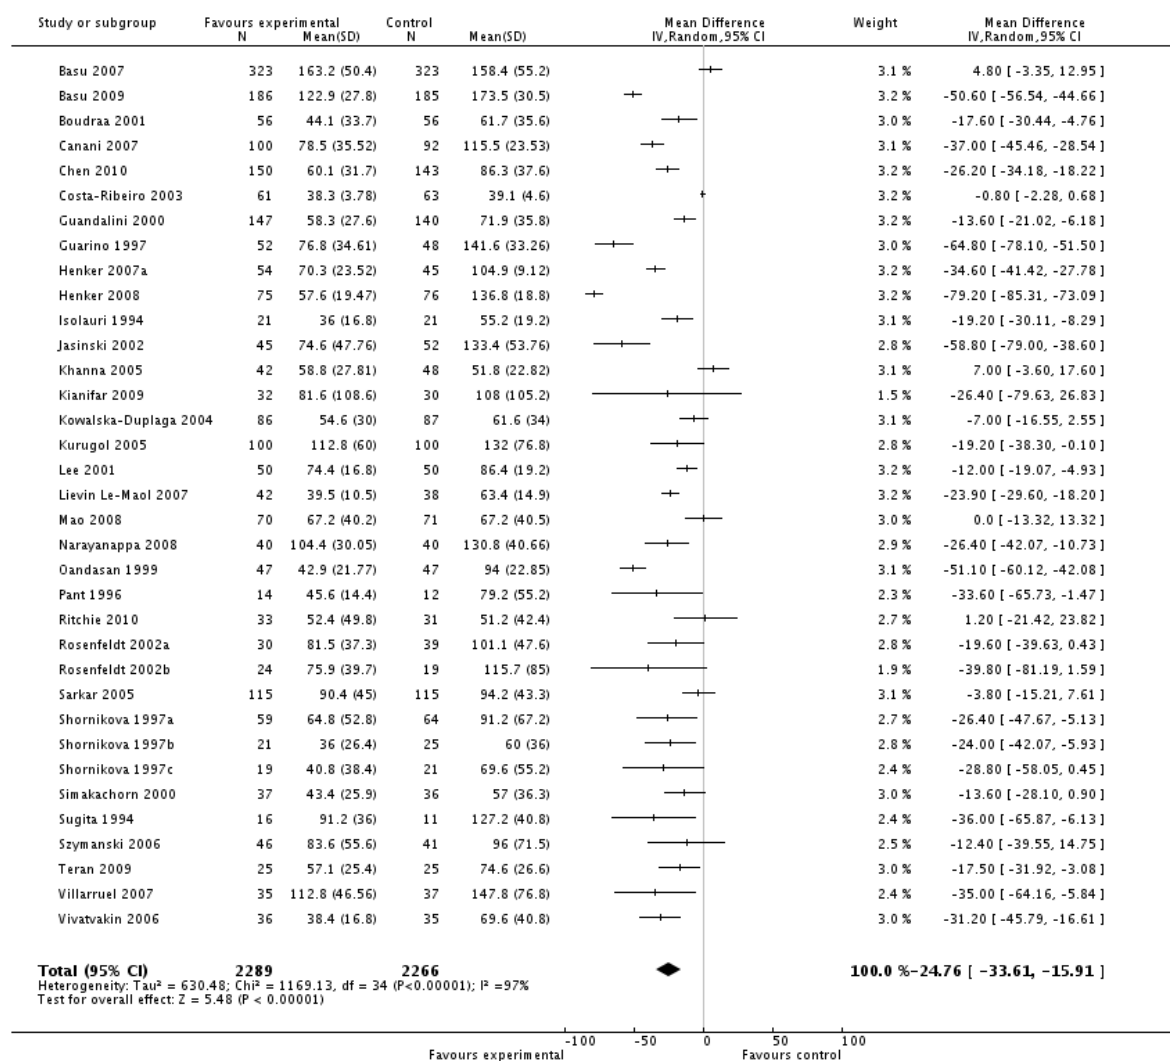 Study or subgroup Favours experimental Control Mean Difference Weight Mean Difference
N Mean(SD) N Mean(SD) IV,Random,95% CI IV,Random,95% CI
Basu 2007 323 163.2 (50.4) 323 158.4 (55.2) 3.1 % 4.80 [ -3.35, 12.95 ]
Basu 2009 186 122.9 (27.8) 185 173.5 (30.5) 3.2 % -50.60 [ -56.54, -44.66 ]
Boudraa 2001 56 44.1 (33.7) 56 61.7 (35.6) 3.0 % -17.60 [ -30.44, -4.76 ]
Canani 2007 100 78.5 (35.52) 92 115.5 (23.53) 3.1 % -37.00 [ -45.46, -28.54 ]
Chen 2010 150 60.1 (31.7) 143 86.3 (37.6) 3.2 % -26.20 [ -34.18, -18.22 ]
Costa-Ribeiro 2003 61 38.3 (3.78) 63 39.1 (4.6) 3.2 % -0.80 [ -2.28, 0.68 ]
Guandalini 2000 147 58.3 (27.6) 140 71.9 (35.8) 3.2 % -13.60 [ -21.02, -6.18 ]
Guarino 1997 52 76.8 (34.61) 48 141.6 (33.26) 3.0 % -64.80 [ -78.10, -51.50 ]
Henker 2007a 54 70.3 (23.52) 45 104.9 (9.12) 3.2 % -34.60 [ -41.42, -27.78 ]
Henker 2008 75 57.6 (19.47) 76 136.8 (18.8) 3.2 % -79.20 [ -85.31, -73.09 ]
Isolauri 1994 21 36 (16.8) 21 55.2 (19.2) 3.1 % -19.20 [ -30.11, -8.29 ]
Jasinski 2002 45 74.6 (47.76) 52 133.4 (53.76) 2.8 % -58.80 [ -79.00, -38.60 ]
Khanna 2005 42 58.8 (27.81) 48 51.8 (22.82) 3.1 % 7.00 [ -3.60, 17.60 ]
Kianifar 2009 32 81.6 (108.6) 30 108 (105.2) 1.5 % -26.40 [ -79.63, 26.83 ]
Kowalska-Duplaga 2004 86 54.6 (30) 87 61.6 (34) 3.1 % -7.00 [ -16.55, 2.55 ]
Kurugol 2005 100 112.8 (60) 100 132 (76.8) 2.8 % -19.20 [ -38.30, -0.10 ]
Lee 2001 50 74.4 (16.8) 50 86.4 (19.2) 3.2 % -12.00 [ -19.07, -4.93 ]
Lievin Le-Maol 2007 42 39.5 (10.5) 38 63.4 (14.9) 3.2 % -23.90 [ -29.60, -18.20 ]
Mao 2008 70 67.2 (40.2) 71 67.2 (40.5) 3.0 % 0.0 [ -13.32, 13.32 ]
Narayanappa 2008 40 104.4 (30.05) 40 130.8 (40.66) 2.9 % -26.40 [ -42.07, -10.73 ]
Oandasan 1999 47 42.9 (21.77) 47 94 (22.85) 3.1 % -51.10 [ -60.12, -42.08 ]
Pant 1996 14 45.6 (14.4) 12 79.2 (55.2) 2.3 % -33.60 [ -65.73, -1.47 ]
Ritchie 2010 33 52.4 (49.8) 31 51.2 (42.4) 2.7 % 1.20 [ -21.42, 23.82 ]
Rosenfeldt 2002a 30 81.5 (37.3) 39 101.1 (47.6) 2.8 % -19.60 [ -39.63, 0.43 ]
Rosenfeldt 2002b 24 75.9 (39.7) 19 115.7 (85) 1.9 % -39.80 [ -81.19, 1.59 ]
Sarkar 2005 115 90.4 (45) 115 94.2 (43.3) 3.1 % -3.80 [ -15.21, 7.61 ]
Shornikova 1997a 59 64.8 (52.8) 64 91.2 (67.2) 2.7 % -26.40 [ -47.67, -5.13 ]
Shornikova 1997b 21 36 (26.4) 25 60 (36) 2.8 % -24.00 [ -42.07, -5.93 ]
Shornikova 1997c 19 40.8 (38.4) 21 69.6 (55.2) 2.4 % -28.80 [ -58.05, 0.45 ]
Simakachorn 2000 37 43.4 (25.9) 36 57 (36.3) 3.0 % -13.60 [ -28.10, 0.90 ]
Sugita 1994 16 91.2 (36) 11 127.2 (40.8) 2.4 % -36.00 [ -65.87, -6.13 ]
Szymanski 2006 46 83.6 (55.6) 41 96 (71.5) 2.5 % -12.40 [ -39.55, 14.75 ]
Teran 2009 25 57.1 (25.4) 25 74.6 (26.6) 3.0 % -17.50 [ -31.92, -3.08 ]
Villarruel 2007 35 112.8 (46.56) 37 147.8 (76.8) 2.4 % -35.00 [ -64.16, -5.84 ]
Vivatvakin 2006 36 38.4 (16.8) 35 69.6 (40.8) 3.0 % -31.20 [ -45.79, -16.61 ]
Total (95% CI) 2289 2266 100.0 % -24.76 [ -33.61, -15.91 ]
Heterogeneity: Tau² = 630.48; Chi² = 1169.13, df = 34 (P<0.00001); I² =97%
Test for overall effect: Z = 5.48 (P < 0.00001)
-100 -50 0 50 100
Favours experimental Favours control